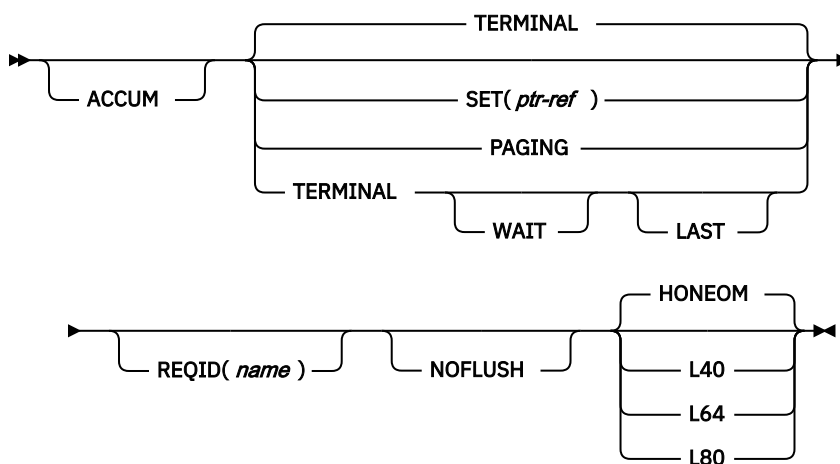 TERMINAL
ACCUM
SET( ptr-ref )
PAGING
TERMINAL
WAIT
LAST
HONEOM
REQID( name )
NOFLUSH
L40
L64
L80